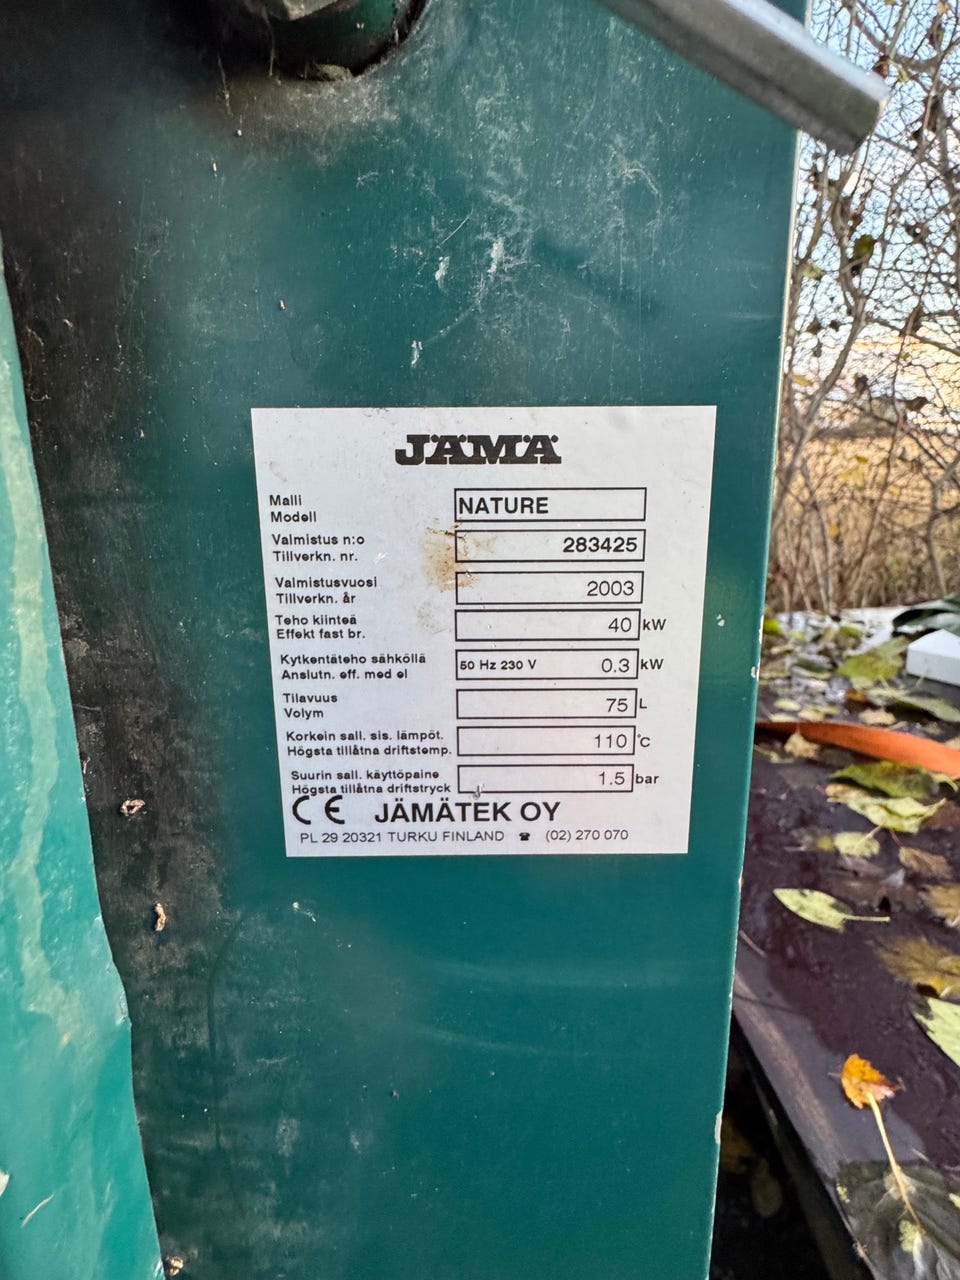 JÄMÄ
Malli
Modell
NATURE
Valmistus n:o
Tillverkn. nr.
283425
Valmistusvuosi
Tillverkn. år
2003
Teho kiinteä
Effekt fast br.
40 kW
Kytkentäteho sähköllä
Anslutn. eff. med el
50 Hz 230 V 0.3 kW
Tilavuus
Volym
75 L
Korkein sall. sis. lämpöt.
Högsta tillåtna driftstemp.
110 °c
Suurin sall. käyttöpaine
Högsta tillåtna driftstryck
1.5 bar
CE JÄMÄTEK OY
PL 29 20321 TURKU FINLAND ☎ (02) 270 070